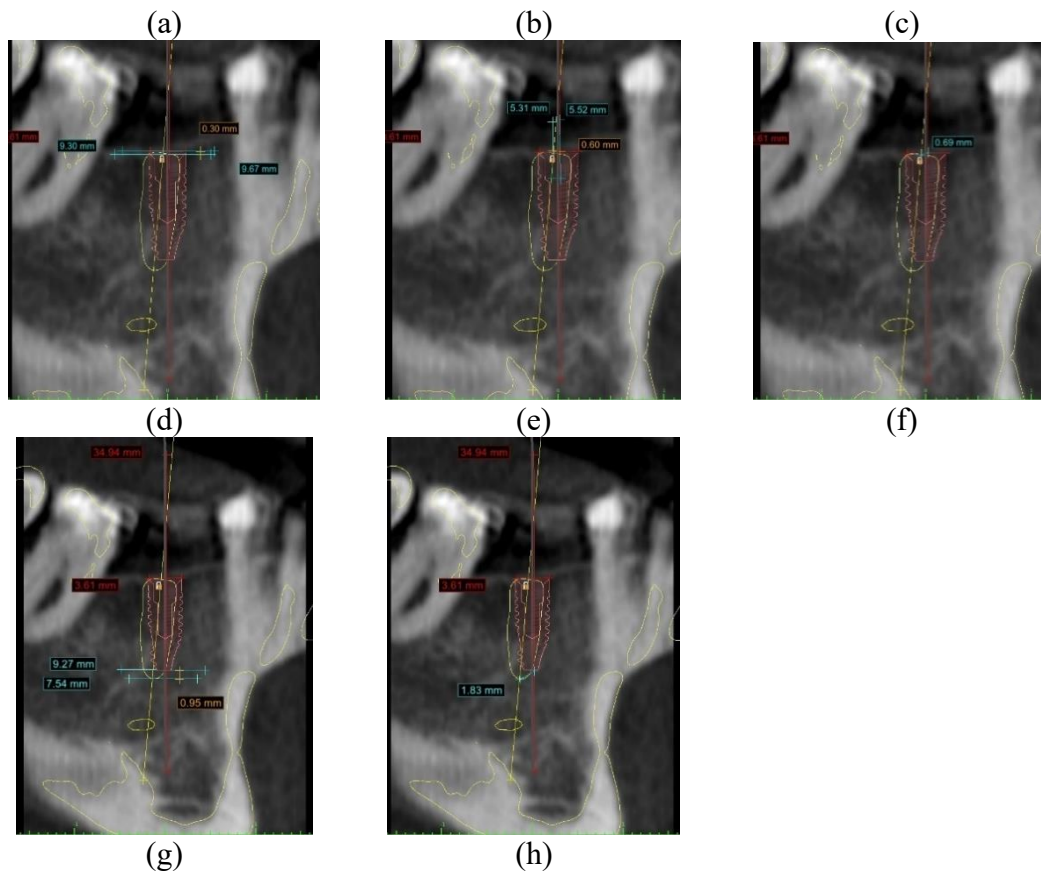 (a) (b) (c)
0.30 mm
9.30 mm
9.67 mm
5.31 mm 5.52 mm
0.60 mm
0.69 mm
(d) (e) (f)
34.94 mm
3.61 mm
9.27 mm
7.54 mm
0.95 mm
34.94 mm
3.61 mm
1.83 mm
(g) (h)